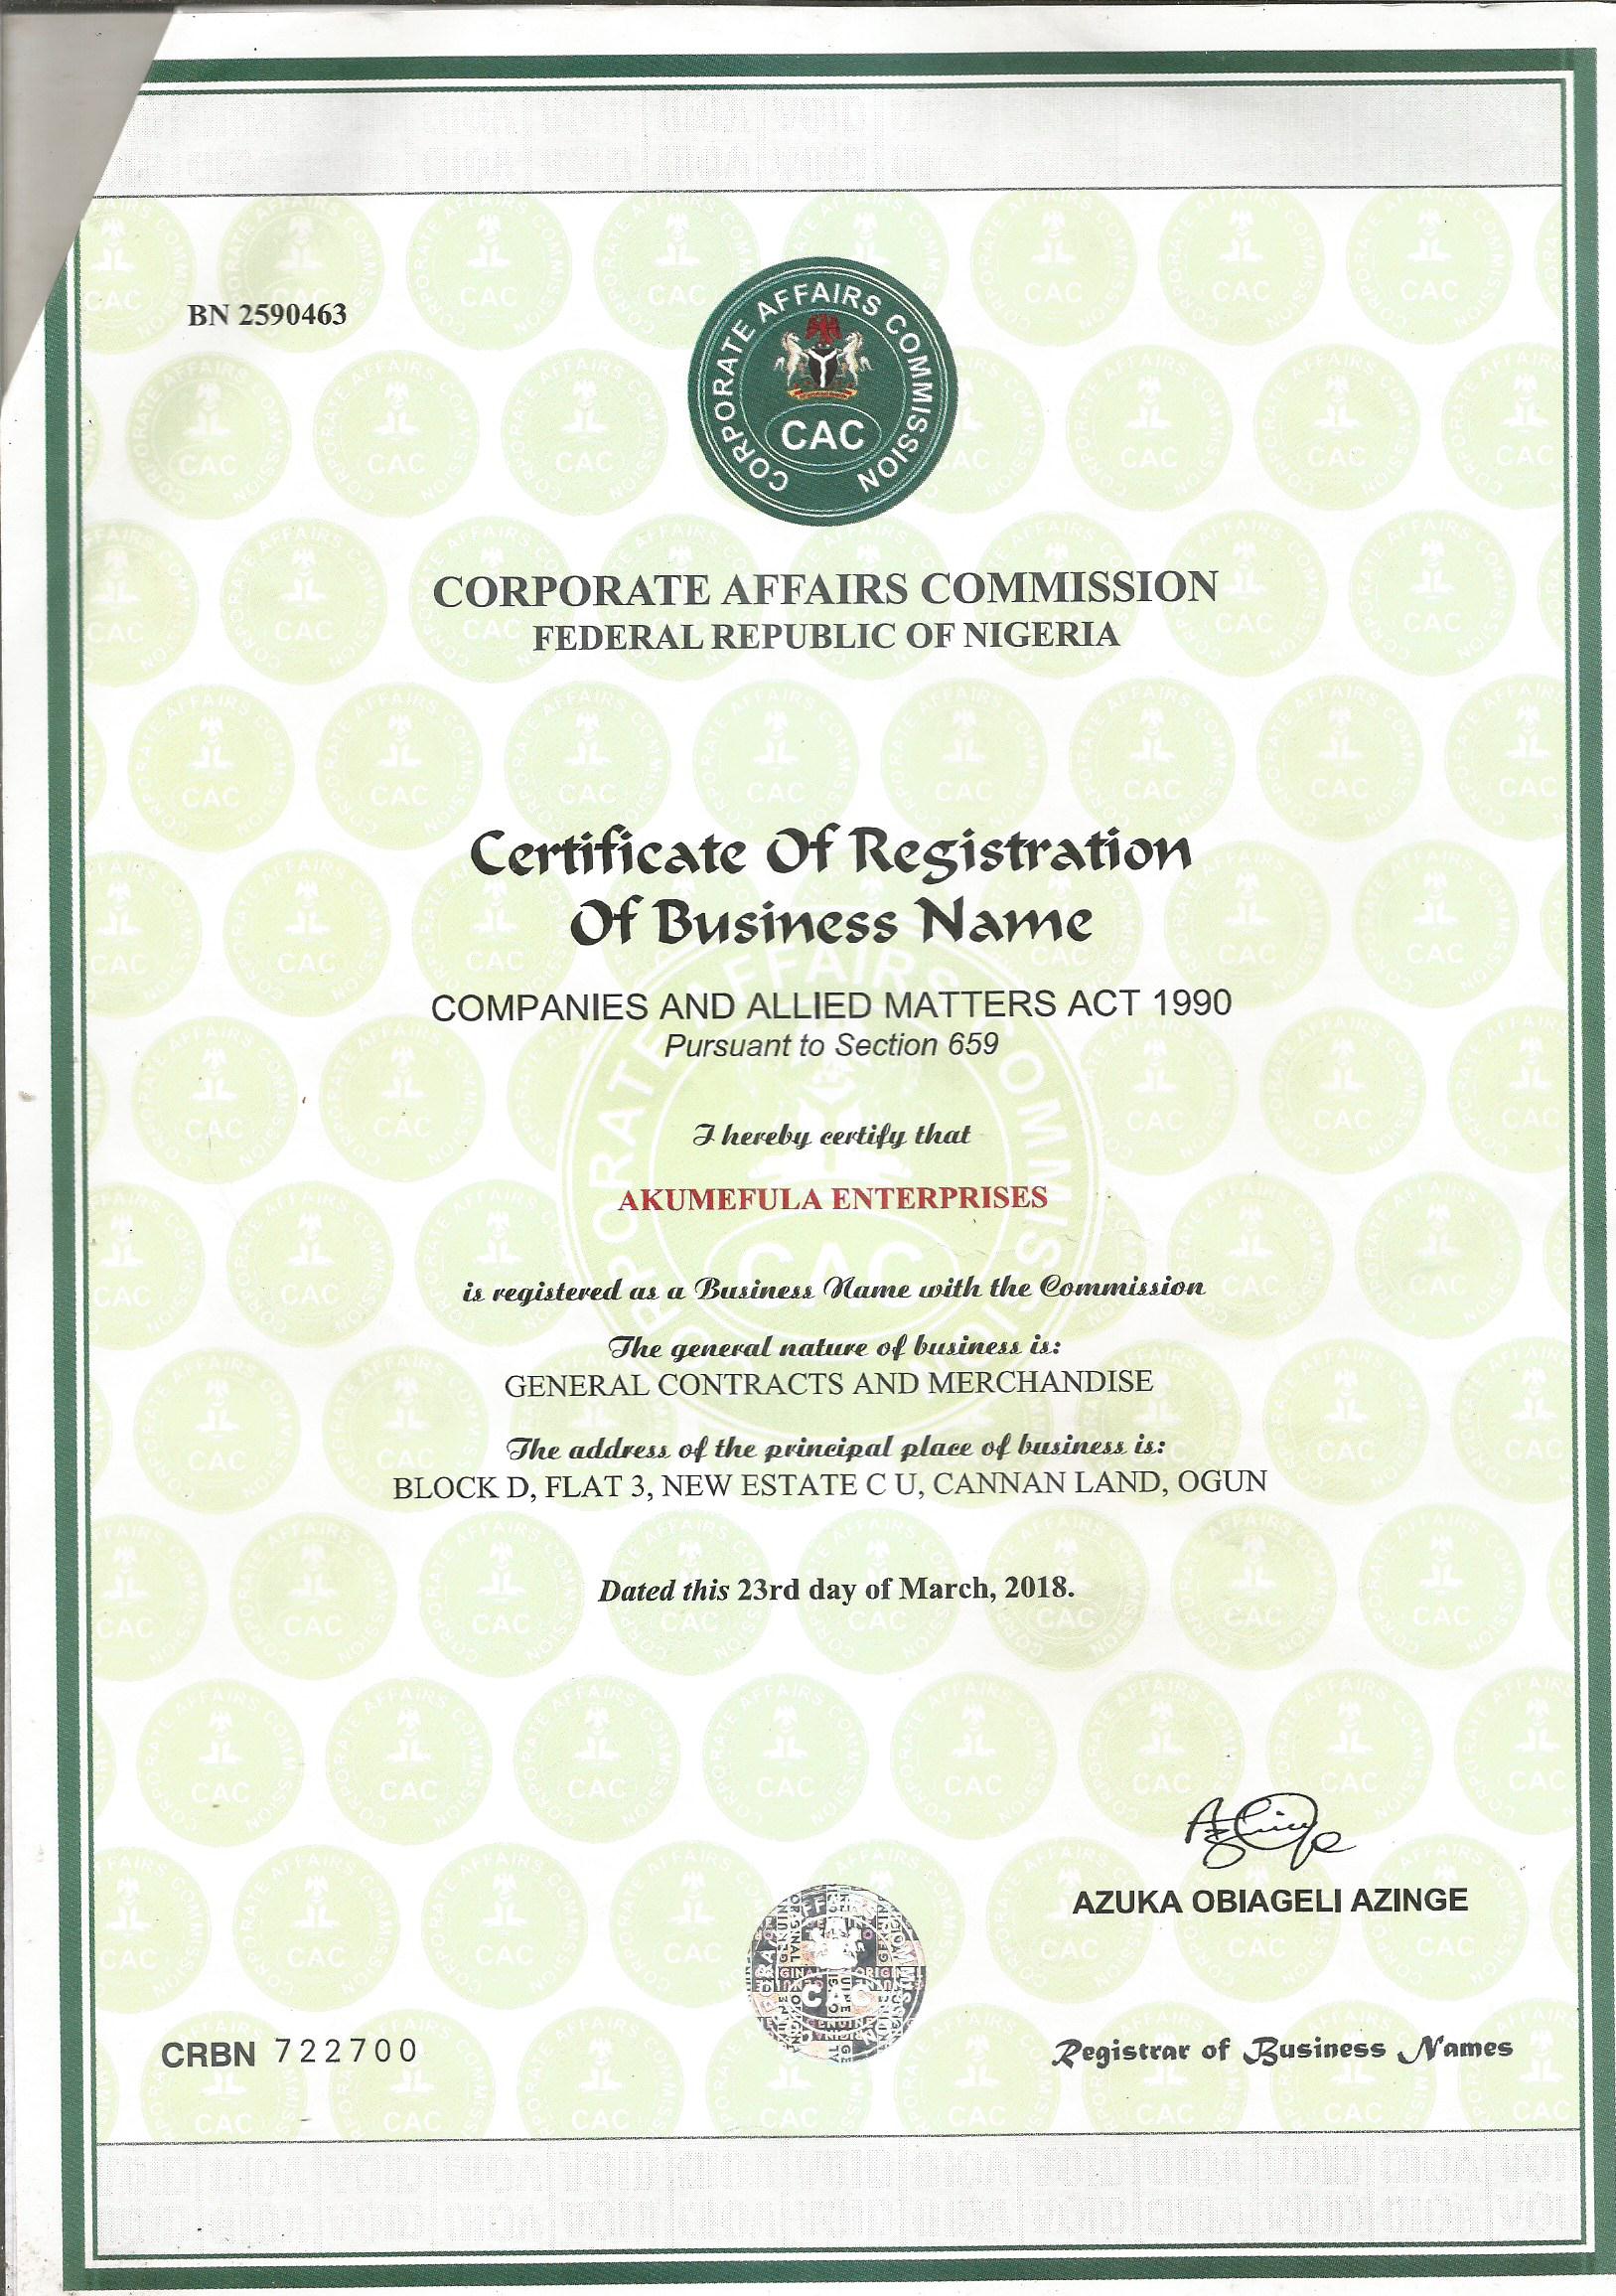 BN 2590463
CORPORATE AFFAIRS COMMISSION
CAC
CORPORATE AFFAIRS COMMISSION
FEDERAL REPUBLIC OF NIGERIA
Certificate Of Registration
Of Business Name
COMPANIES AND ALLIED MATTERS ACT 1990
Pursuant to Section 659
I hereby certify that
AKUMEFULA ENTERPRISES
is registered as a Business Name with the Commission
The general nature of business is:
GENERAL CONTRACTS AND MERCHANDISE
The address of the principal place of business is:
BLOCK D, FLAT 3, NEW ESTATE C U, CANNAN LAND, OGUN
Dated this 23rd day of March, 2018.
AZUKA OBIAGELI AZINGE
CAC
CRBN 722700
Registrar of Business Names